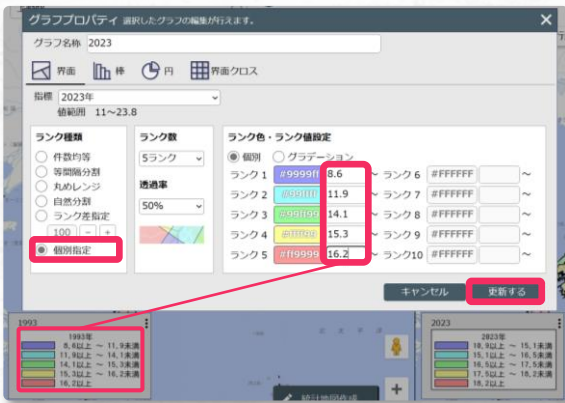 グラフプロパティ 選択したグラフの編集が行えます。 ×
グラフ名称 2023
界面 棒 円 界面クロス
指標 2023年
値範囲 11～23.8
ランク種類
件数均等
等間隔分割
丸めレンジ
自然分割
ランク差指定
100 - +
個別指定
ランク数
5ランク
透過率
50%
ランク色・ランク値設定
個別 グラデーション
ランク 1 #9999ff 8.6 ～ ランク 6 #FFFFFF ～
ランク 2 #99ffff 11.9 ～ ランク 7 #FFFFFF ～
ランク 3 #99ff99 14.1 ～ ランク 8 #FFFFFF ～
ランク 4 #ffff99 15.3 ～ ランク 9 #FFFFFF ～
ランク 5 #ff9999 16.2 ～ ランク10 #FFFFFF ～
キャンセル 更新する
1993
1993年
8.6以上 ～ 11.9未満
11.9以上 ～ 14.1未満
14.1以上 ～ 15.3未満
15.3以上 ～ 16.2未満
16.2以上
統計地図作成
+
2023
2023年
15.1以上 ～ 16.5未満
16.5以上 ～ 17.5未満
17.5以上 ～ 18.2未満
18.2以上